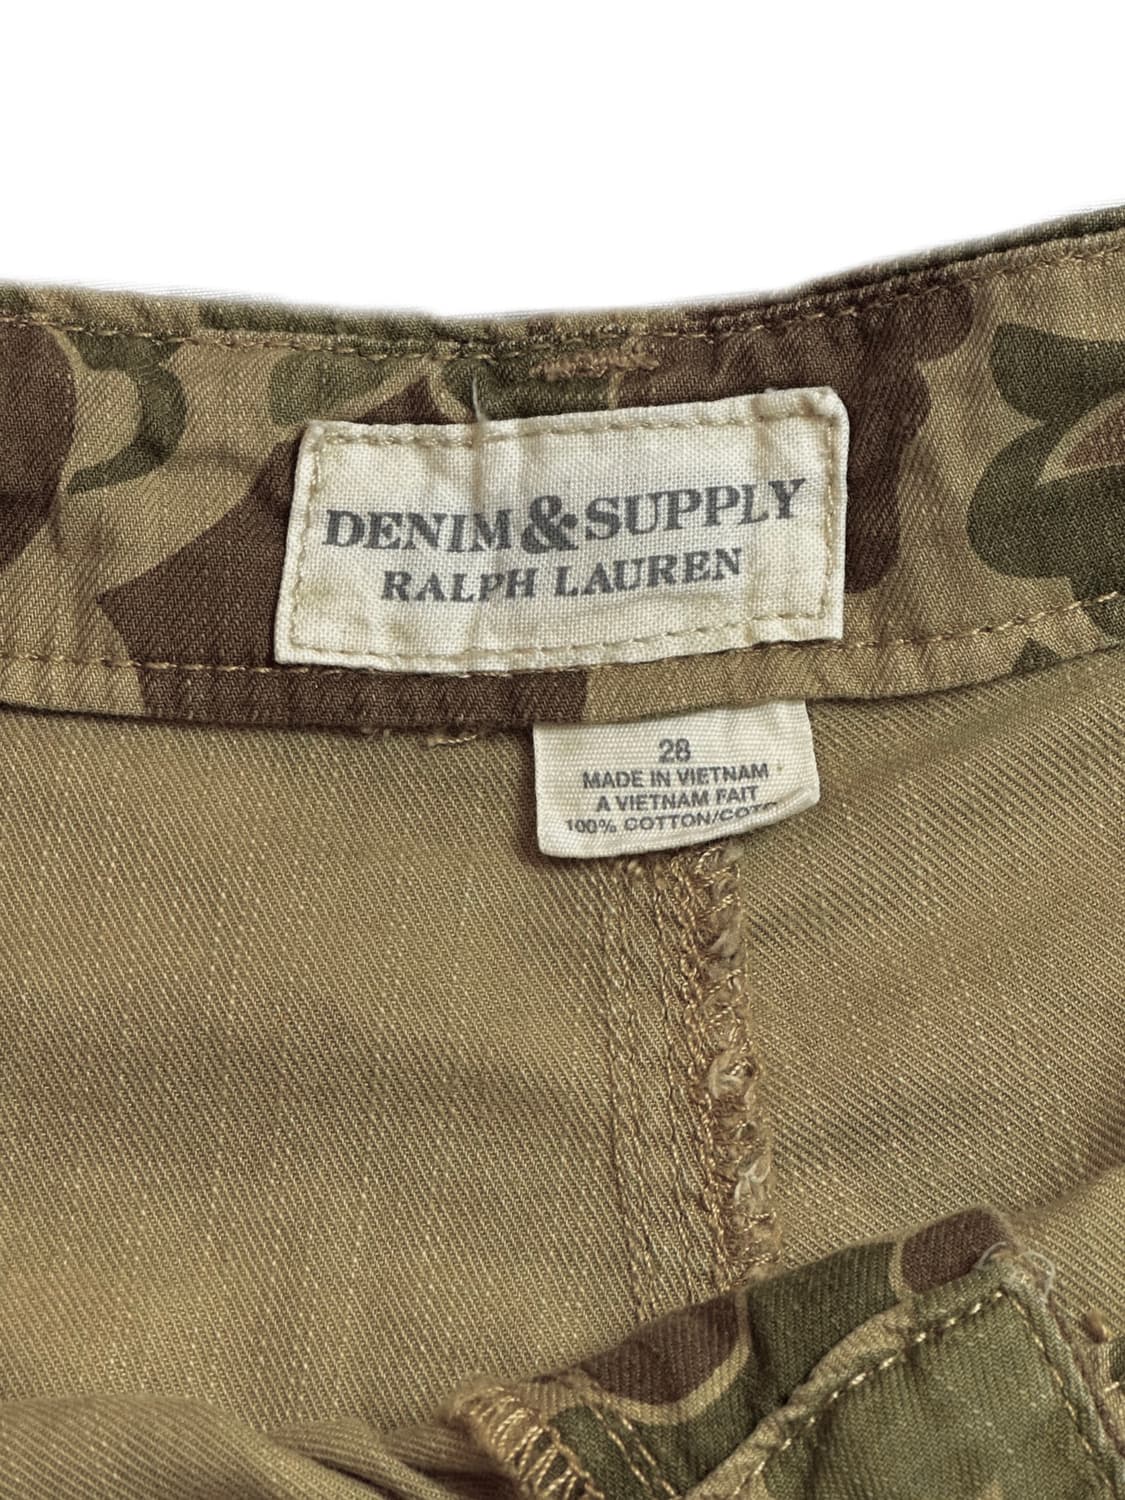 DENIM & SUPPLY
RALPH LAUREN
28
MADE IN VIETNAM
A VIETNAM FAIT
100% COTTON/